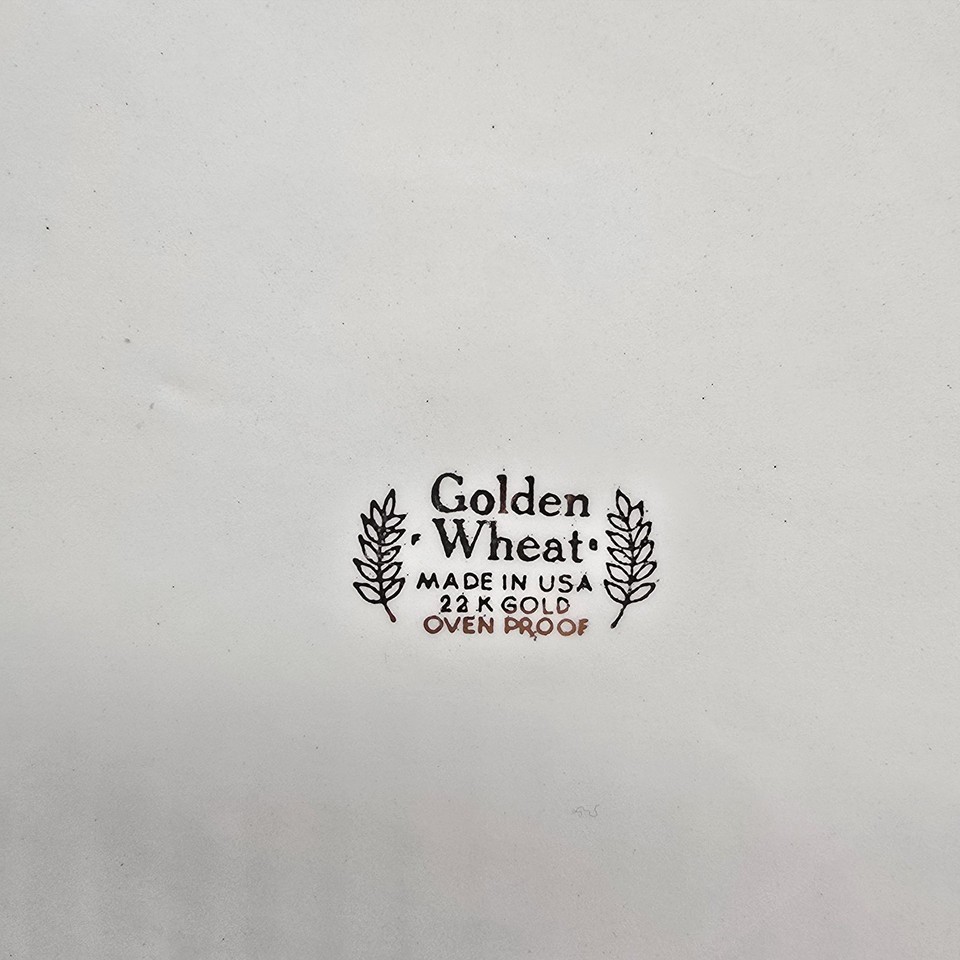 Golden
Wheat
MADE IN USA
22 K GOLD
OVEN PROOF